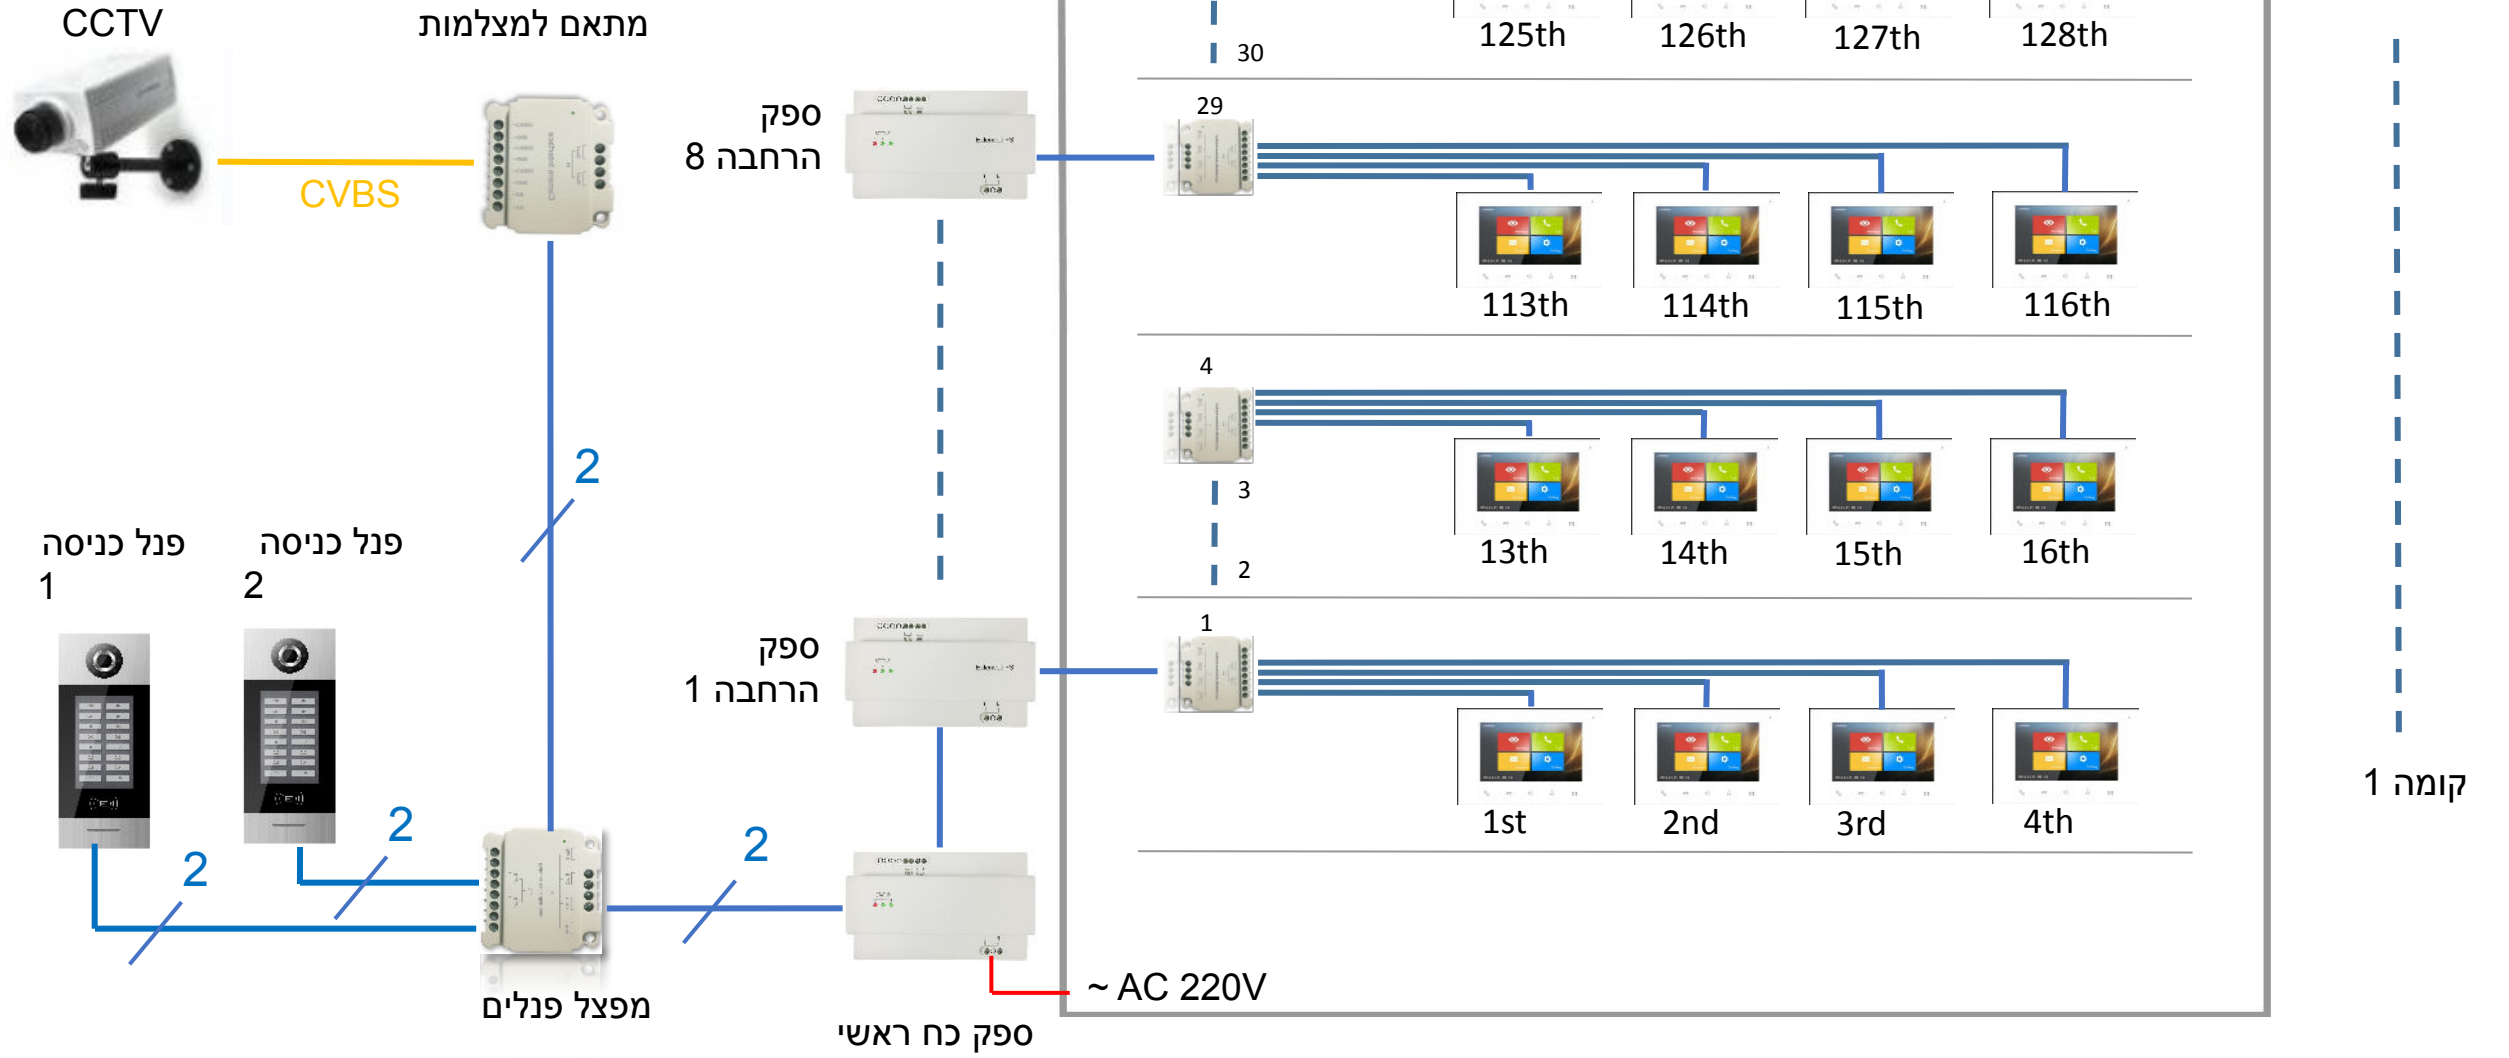 CCTV
מתאם למצלמות
CVBS
2
פנל כניסה
1
פנל כניסה
2
2
2
2
מפצל פנלים
ספק
הרחבה 8
ספק
הרחבה 1
ספק כח ראשי
~ AC 220V
125th
126th
127th
128th
30
29
113th
114th
115th
116th
4
13th
14th
15th
16th
3
2
1
1st
2nd
3rd
4th
קומה 1